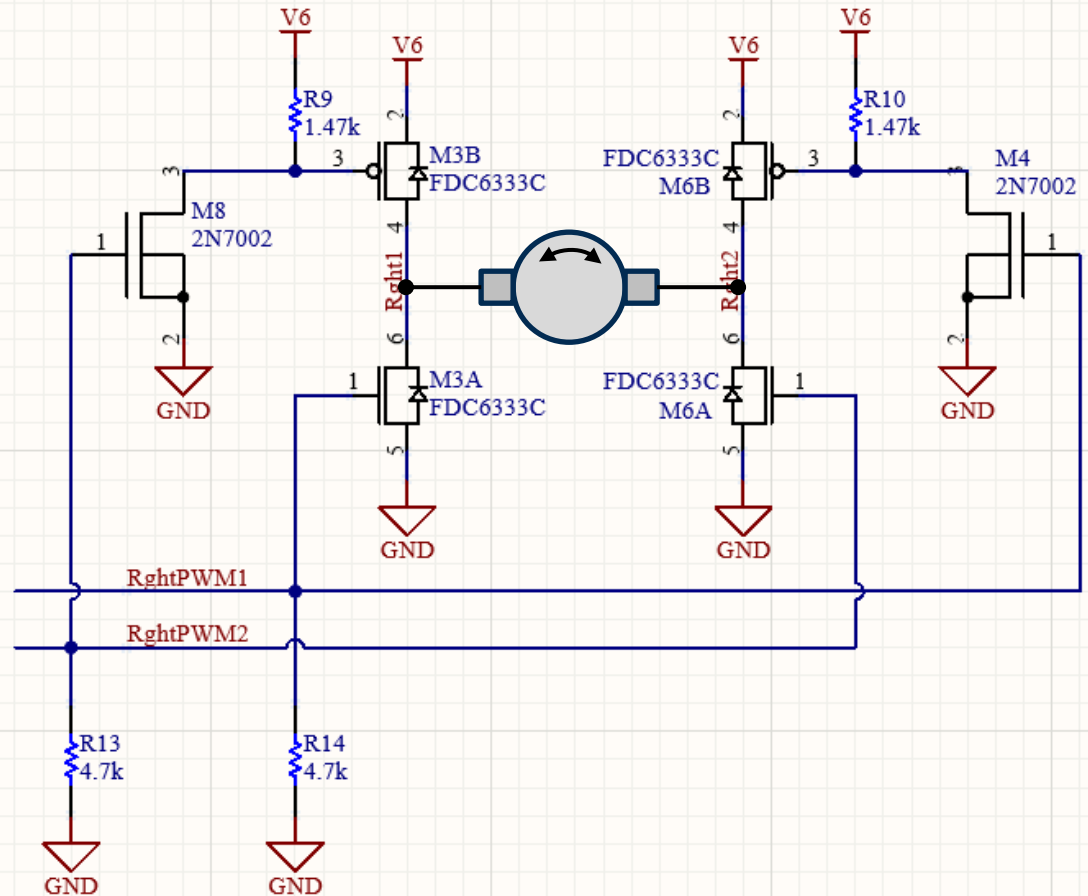 V6
V6
V6
V6
R9
1.47k
R10
1.47k
2
2
3
3
M3B
FDC6333C
FDC6333C
M6B
3
3
M4
2N7002
3
M8
2N7002
1
1
4
4
Rght1
Rght2
2
6
6
2
GND
GND
1
M3A
FDC6333C
FDC6333C
M6A
1
5
5
GND
GND
RghtPWM1
RghtPWM2
R13
4.7k
R14
4.7k
GND
GND